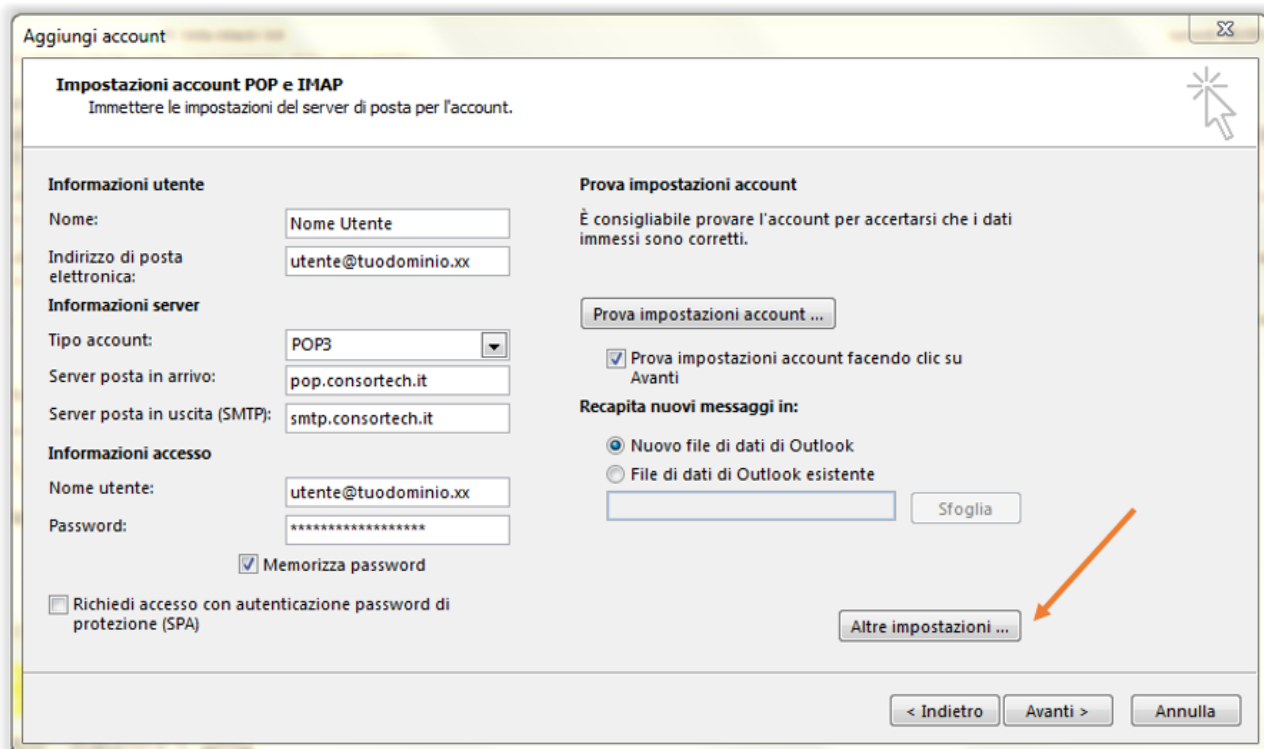 Aggiungi account
Impostazioni account POP e IMAP
Immettere le impostazioni del server di posta per l'account.
Informazioni utente
Nome:
Nome Utente
Indirizzo di posta
elettronica:
utente@tuodominio.xx
Informazioni server
Tipo account:
POP3
Server posta in arrivo:
pop.consortech.it
Server posta in uscita (SMTP):
smtp.consortech.it
Informazioni accesso
Nome utente:
utente@tuodominio.xx
Password:
******************
Memorizza password
Richiedi accesso con autenticazione password di
protezione (SPA)
Prova impostazioni account
È consigliabile provare l'account per accertarsi che i dati
immessi sono corretti.
Prova impostazioni account ...
Prova impostazioni account facendo clic su
Avanti
Recapita nuovi messaggi in:
Nuovo file di dati di Outlook
File di dati di Outlook esistente
Sfoglia
Altre impostazioni ...
< Indietro
Avanti >
Annulla